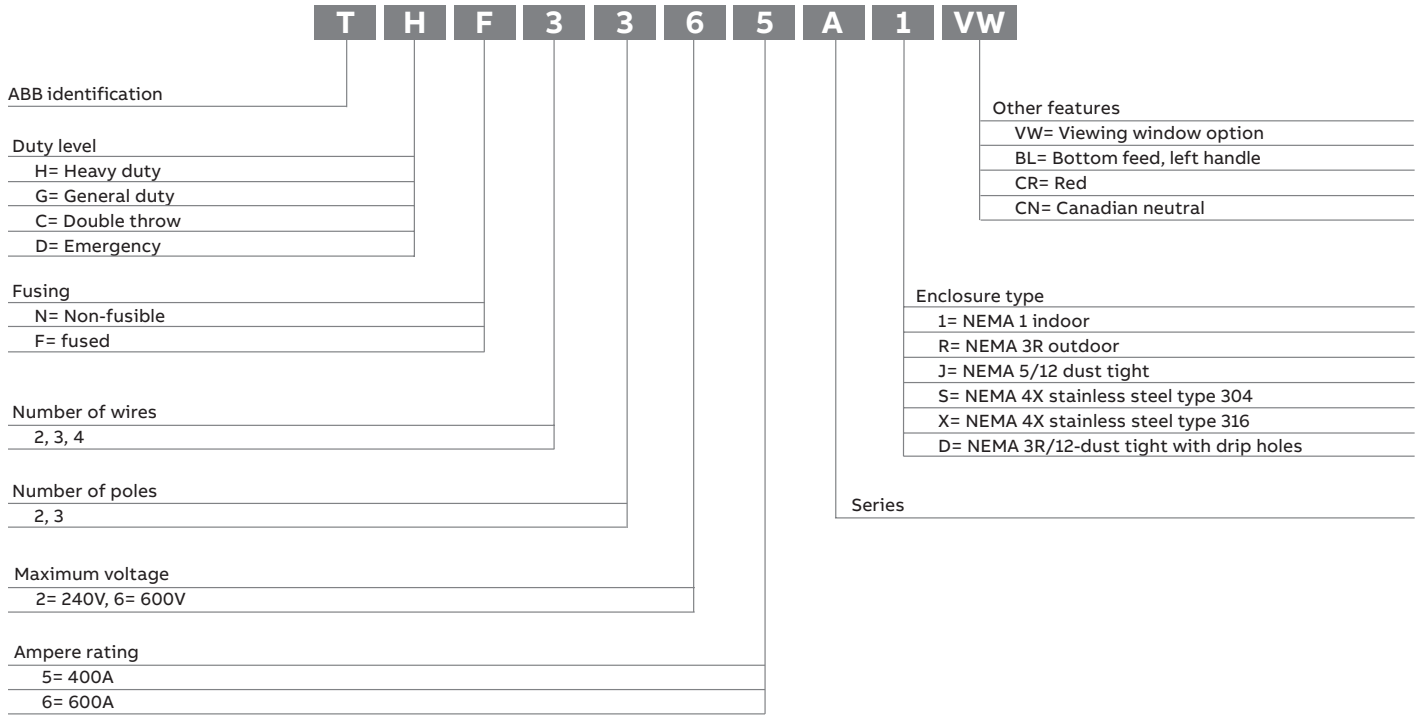 T H F 3 3 6 5 A 1 VW
ABB identification
Duty level
H= Heavy duty
G= General duty
C= Double throw
D= Emergency
Fusing
N= Non-fusible
F= fused
Number of wires
2, 3, 4
Number of poles
2, 3
Maximum voltage
2= 240V, 6= 600V
Ampere rating
5= 400A
6= 600A
Other features
VW= Viewing window option
BL= Bottom feed, left handle
CR= Red
CN= Canadian neutral
Enclosure type
1= NEMA 1 indoor
R= NEMA 3R outdoor
J= NEMA 5/12 dust tight
S= NEMA 4X stainless steel type 304
X= NEMA 4X stainless steel type 316
D= NEMA 3R/12-dust tight with drip holes
Series